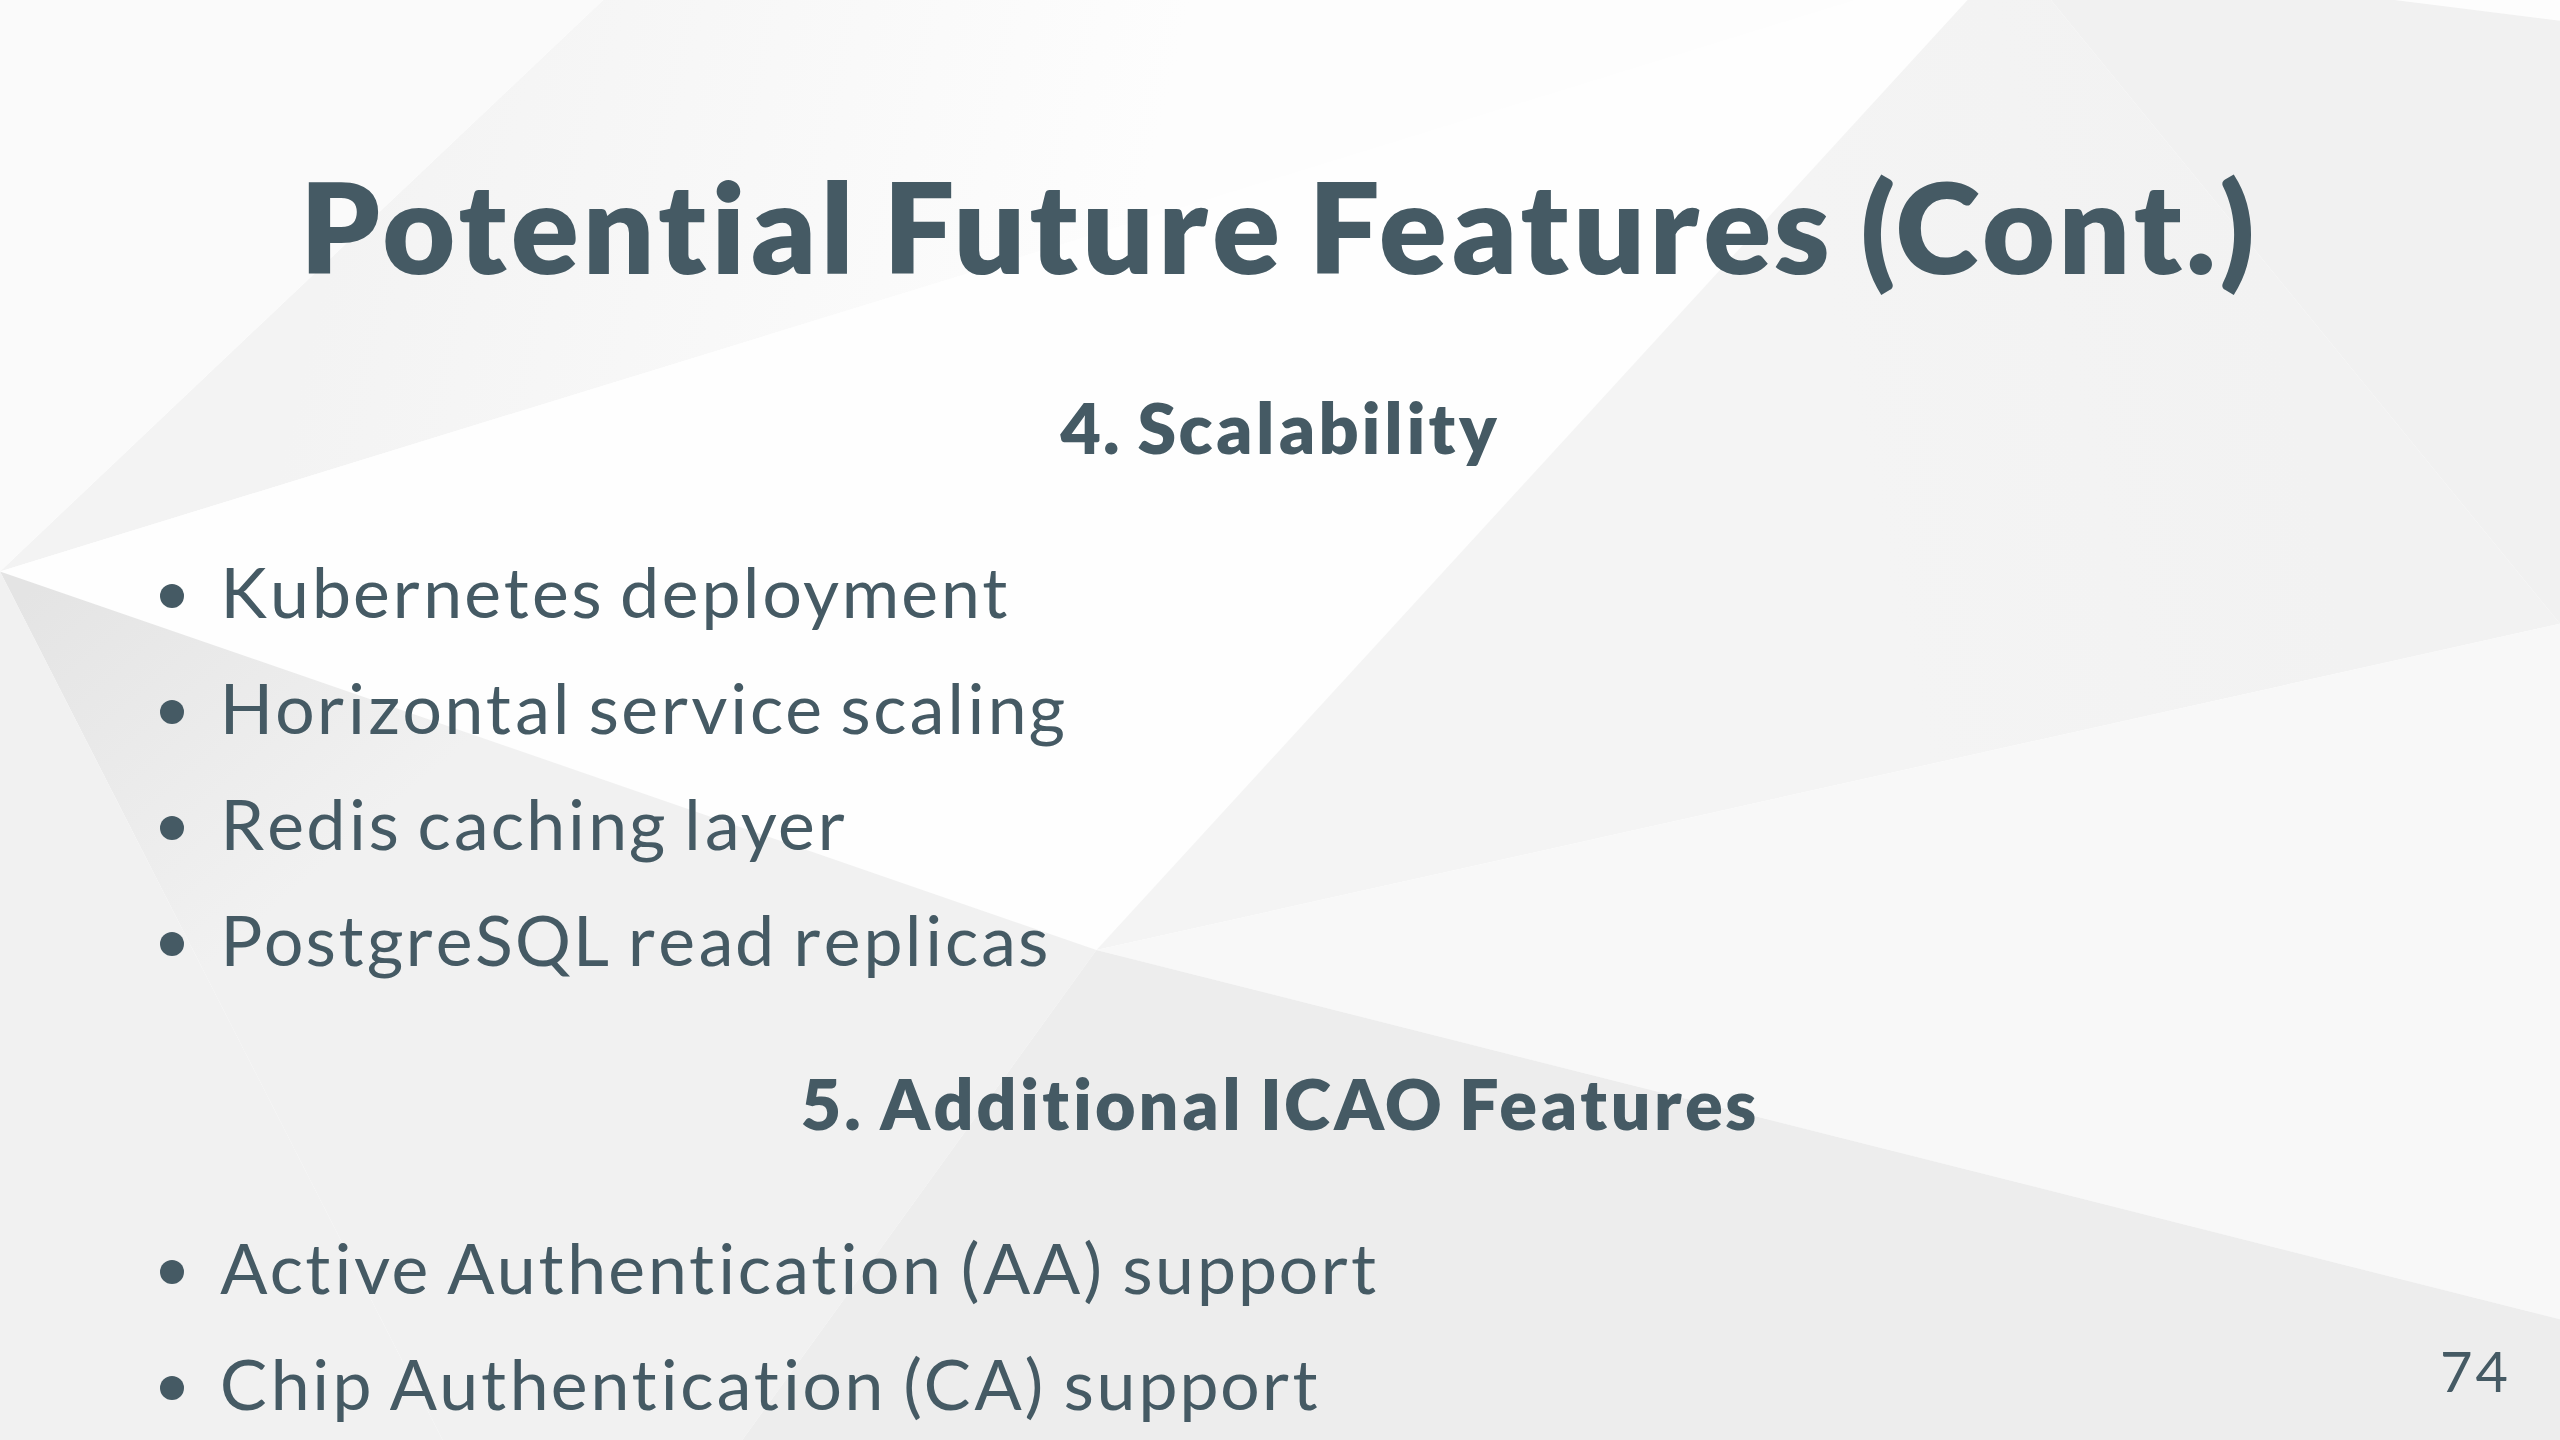 Potential Future Features (Cont.)
4. Scalability
• Kubernetes deployment
• Horizontal service scaling
• Redis caching layer
• PostgreSQL read replicas
5. Additional ICAO Features
• Active Authentication (AA) support
• Chip Authentication (CA) support
74